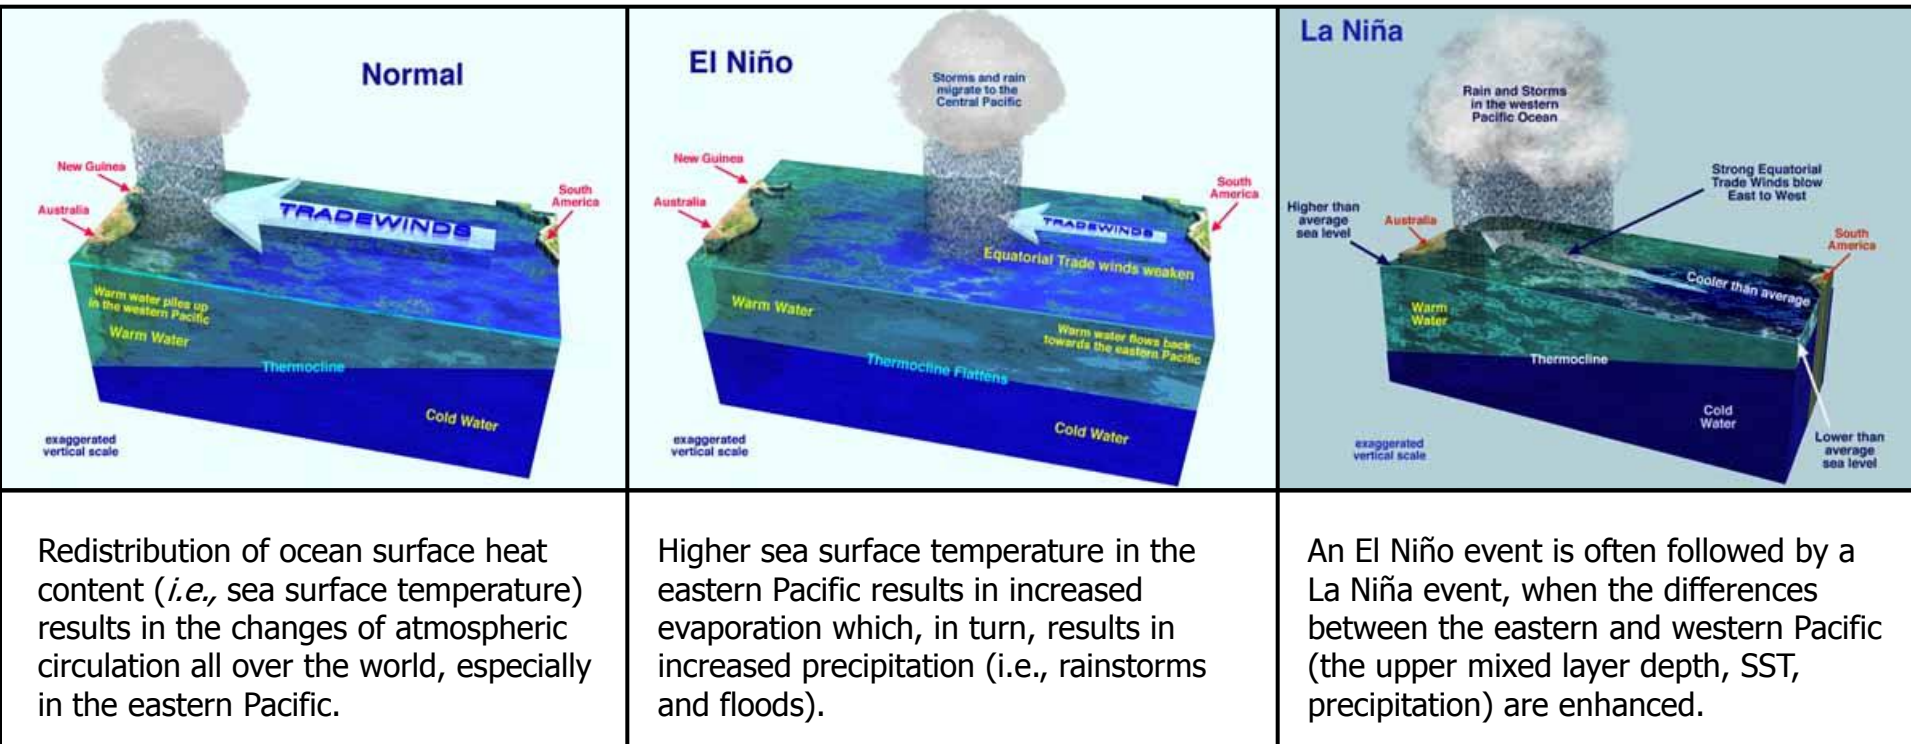 Normal
New Guinea
Australia
South
America
TRADEWINDS
Warm water piles up
in the western Pacific
Warm Water
Thermocline
Cold Water
exaggerated
vertical scale
El Niño
Storms and rain
migrate to the
Central Pacific
New Guinea
Australia
South
America
TRADEWINDS
Equatorial Trade winds weaken
Warm Water
Warm water flows back
towards the eastern Pacific
Thermocline Flattens
Cold Water
exaggerated
vertical scale
La Niña
Rain and Storms
in the western
Pacific Ocean
Strong Equatorial
Trade Winds blow
East to West
Higher than
average
sea level
Australia
South
America
Cooler than average
Warm
Water
Thermocline
Cold
Water
Lower than
average
sea level
exaggerated
vertical scale
Redistribution of ocean surface heat
content (i.e., sea surface temperature)
results in the changes of atmospheric
circulation all over the world, especially
in the eastern Pacific.
Higher sea surface temperature in the
eastern Pacific results in increased
evaporation which, in turn, results in
increased precipitation (i.e., rainstorms
and floods).
An El Niño event is often followed by a
La Niña event, when the differences
between the eastern and western Pacific
(the upper mixed layer depth, SST,
precipitation) are enhanced.